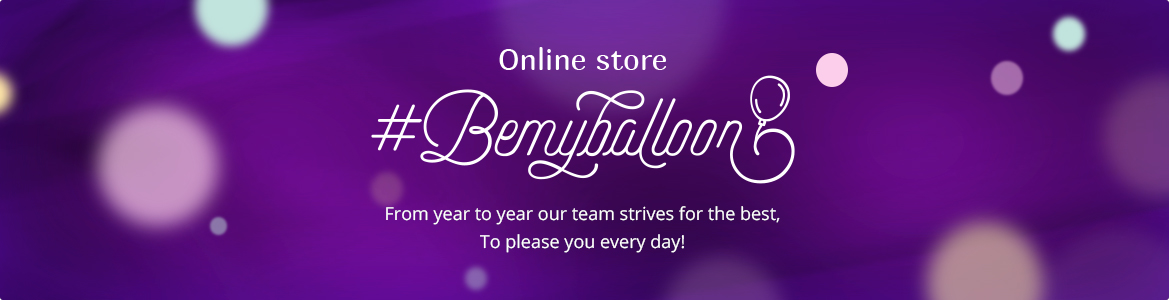 Online store
#Bemyballoon
From year to year our team strives for the best,
To please you every day!